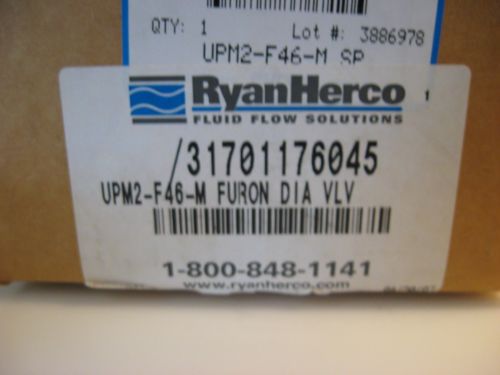 QTY: 1 Lot #: 3886978
UPM2-F46-M SP
RyanHerco
FLUID FLOW SOLUTIONS
1
/31701176045
UPM2-F46-M FURON DIA VLV
1-800-848-1141
www.ryanherco.com